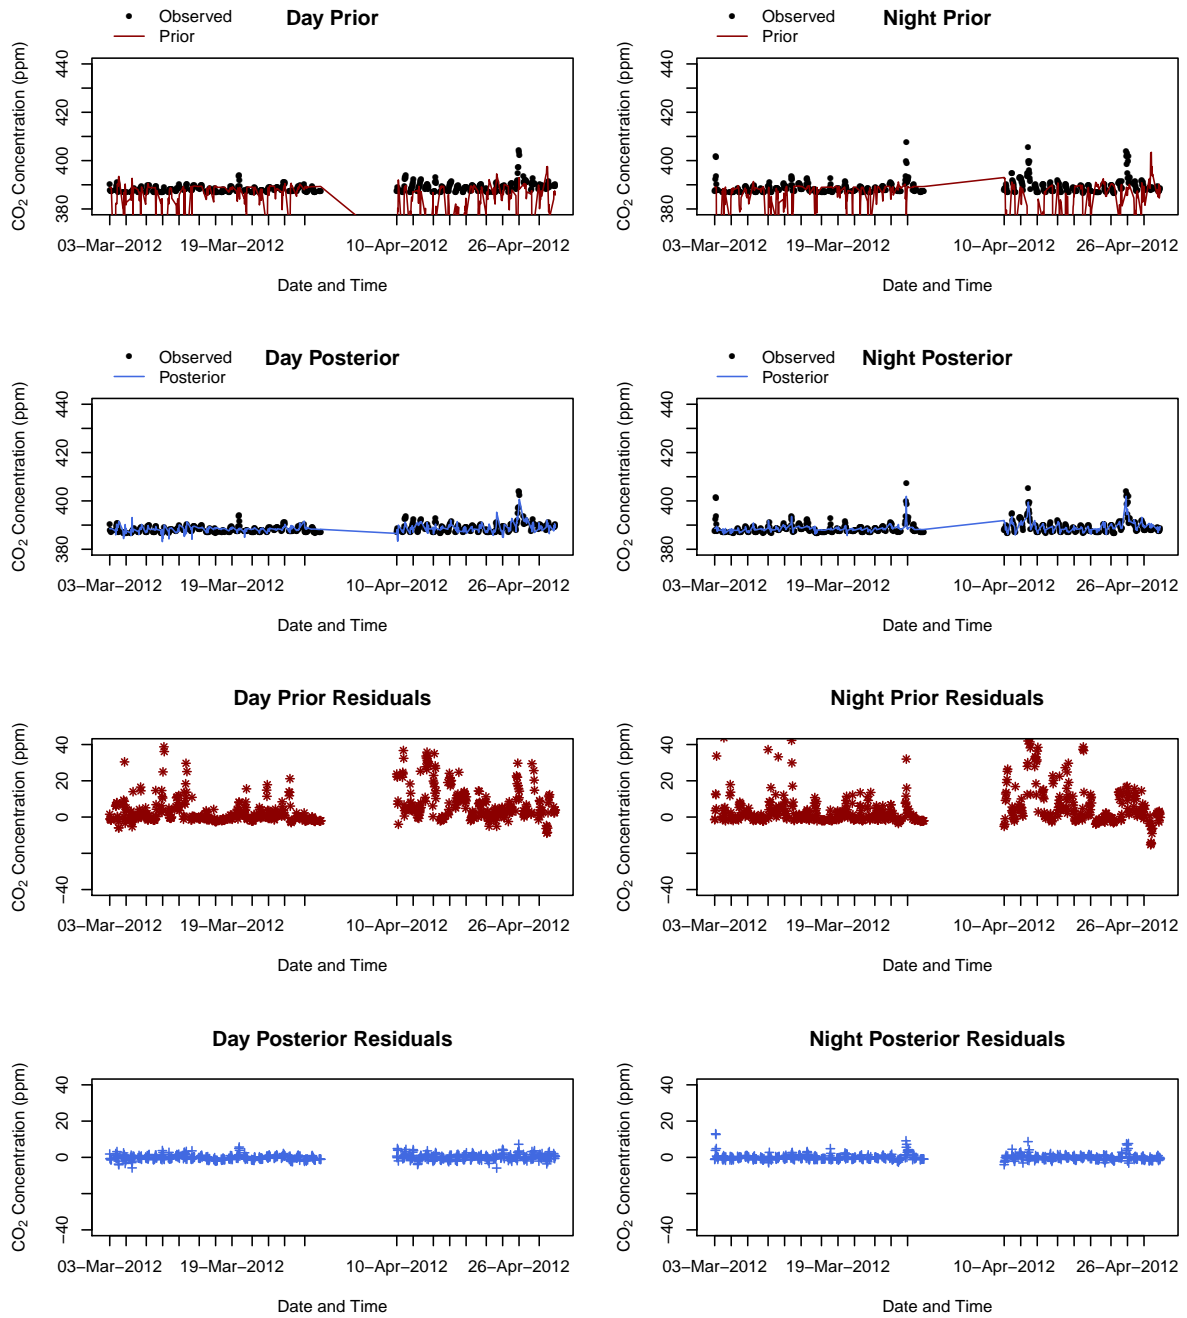 Day Prior
Observed
Prior
CO2 Concentration (ppm)
440
420
400
380
03−Mar−2012 19−Mar−2012 10−Apr−2012 26−Apr−2012
Date and Time
Night Prior
Observed
Prior
CO2 Concentration (ppm)
440
420
400
380
03−Mar−2012 19−Mar−2012 10−Apr−2012 26−Apr−2012
Date and Time
Day Posterior
Observed
Posterior
CO2 Concentration (ppm)
440
420
400
380
03−Mar−2012 19−Mar−2012 10−Apr−2012 26−Apr−2012
Date and Time
Night Posterior
Observed
Posterior
CO2 Concentration (ppm)
440
420
400
380
03−Mar−2012 19−Mar−2012 10−Apr−2012 26−Apr−2012
Date and Time
Day Prior Residuals
CO2 Concentration (ppm)
40
20
0
−40
03−Mar−2012 19−Mar−2012 10−Apr−2012 26−Apr−2012
Date and Time
Night Prior Residuals
CO2 Concentration (ppm)
40
20
0
−40
03−Mar−2012 19−Mar−2012 10−Apr−2012 26−Apr−2012
Date and Time
Day Posterior Residuals
CO2 Concentration (ppm)
40
20
0
−40
03−Mar−2012 19−Mar−2012 10−Apr−2012 26−Apr−2012
Date and Time
Night Posterior Residuals
CO2 Concentration (ppm)
40
20
0
−40
03−Mar−2012 19−Mar−2012 10−Apr−2012 26−Apr−2012
Date and Time